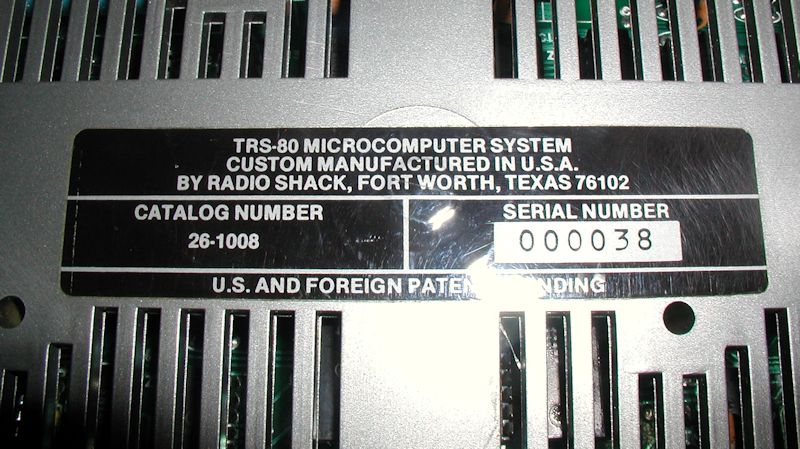 TRS-80 MICROCOMPUTER SYSTEM
CUSTOM MANUFACTURED IN U.S.A.
BY RADIO SHACK, FORT WORTH, TEXAS 76102
CATALOG NUMBER
26-1008
SERIAL NUMBER
000038
U.S. AND FOREIGN